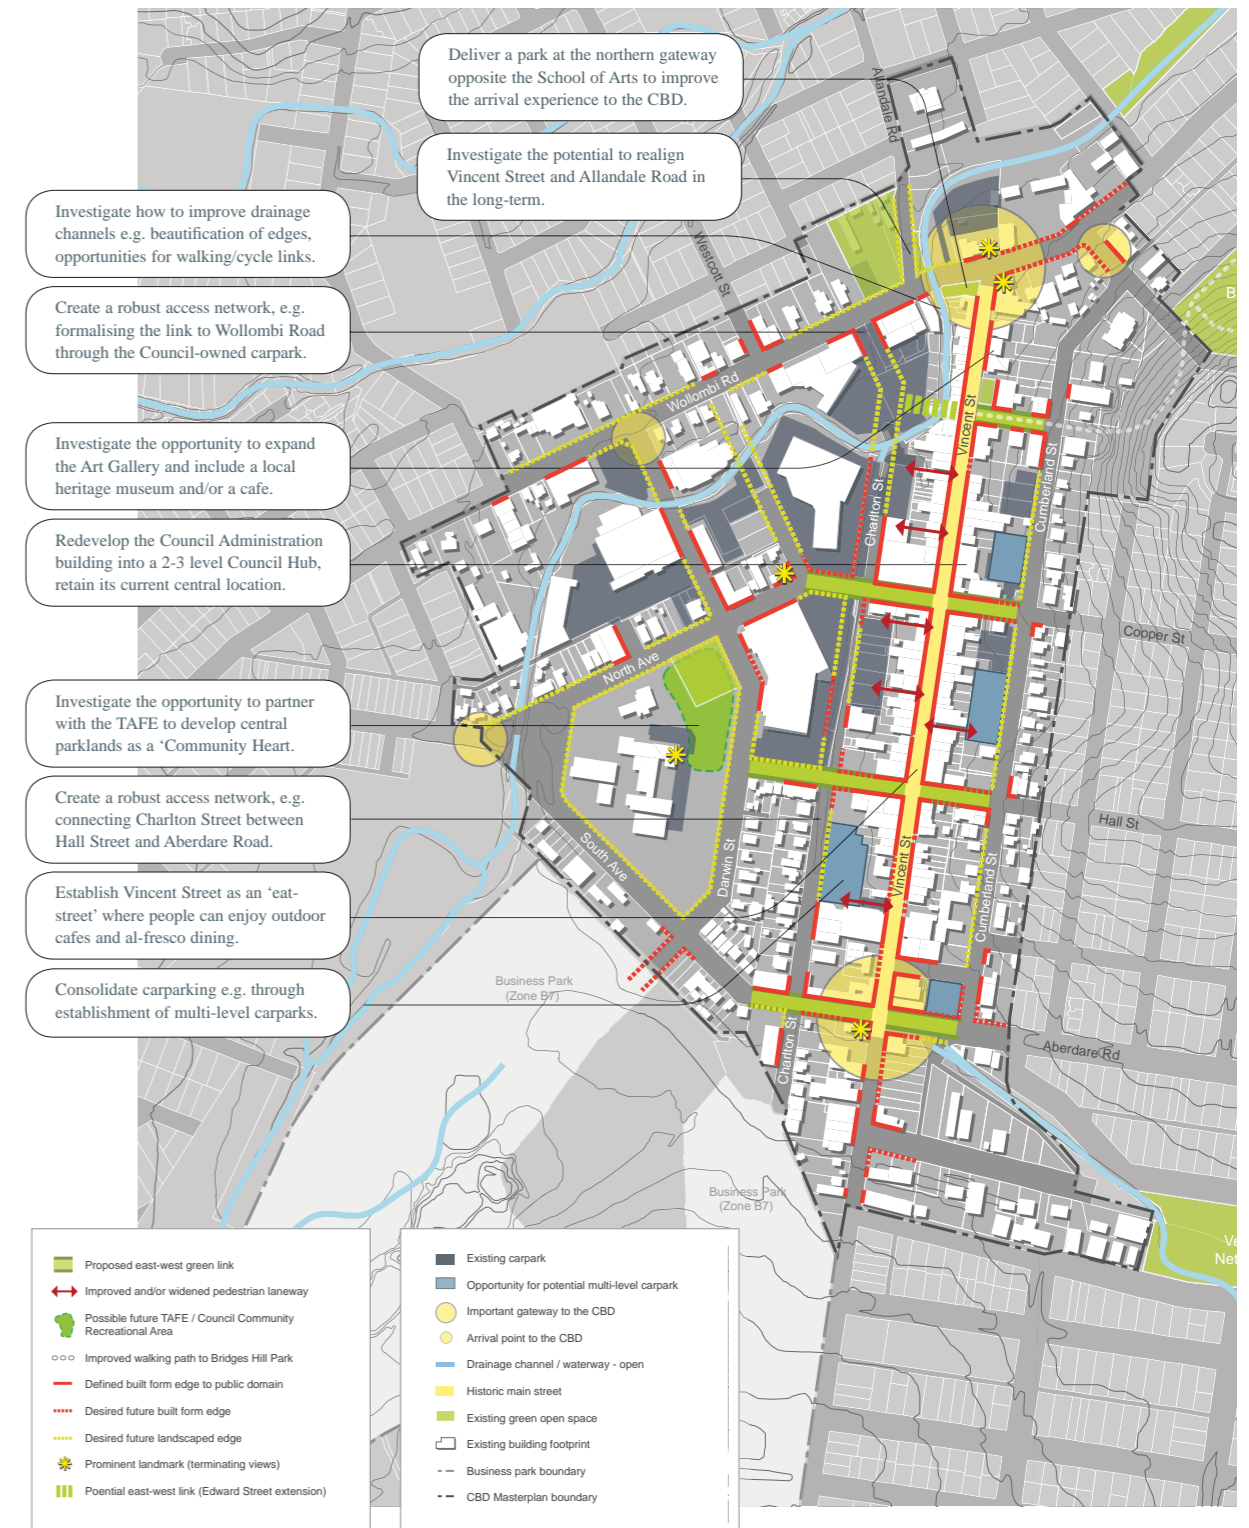 Deliver a park at the northern gateway
opposite the School of Arts to improve
the arrival experience to the CBD.
Investigate the potential to realign
Vincent Street and Allandale Road in
the long-term.
Investigate how to improve drainage
channels e.g. beautification of edges,
opportunities for walking/cycle links.
Create a robust access network, e.g.
formalising the link to Wollombi Road
through the Council-owned carpark.
Investigate the opportunity to expand
the Art Gallery and include a local
heritage museum and/or a cafe.
Redevelop the Council Administration
building into a 2-3 level Council Hub,
retain its current central location.
Investigate the opportunity to partner
with the TAFE to develop central
parklands as a ‘Community Heart.
Create a robust access network, e.g.
connecting Charlton Street between
Hall Street and Aberdare Road.
Establish Vincent Street as an ‘eat-
street’ where people can enjoy outdoor
cafes and al-fresco dining.
Consolidate carparking e.g. through
establishment of multi-level carparks.
Allandale Rd
Westcott St
B
Wollombi Rd
Vincent St
Cumberland St
Charlton St
Cooper St
North Ave
Hall St
South Ave
Darwin St
Vincent St
Cumberland St
Business Park
(Zone B7)
Charlton St
Aberdare Rd
Business Park
(Zone B7)
Ve
Net
Proposed east-west green link
Improved and/or widened pedestrian laneway
Possible future TAFE / Council Community
Recreational Area
Improved walking path to Bridges Hill Park
Defined built form edge to public domain
Desired future built form edge
Desired future landscaped edge
Prominent landmark (terminating views)
Poential east-west link (Edward Street extension)
Existing carpark
Opportunity for potential multi-level carpark
Important gateway to the CBD
Arrival point to the CBD
Drainage channel / waterway - open
Historic main street
Existing green open space
Existing building footprint
Business park boundary
CBD Masterplan boundary